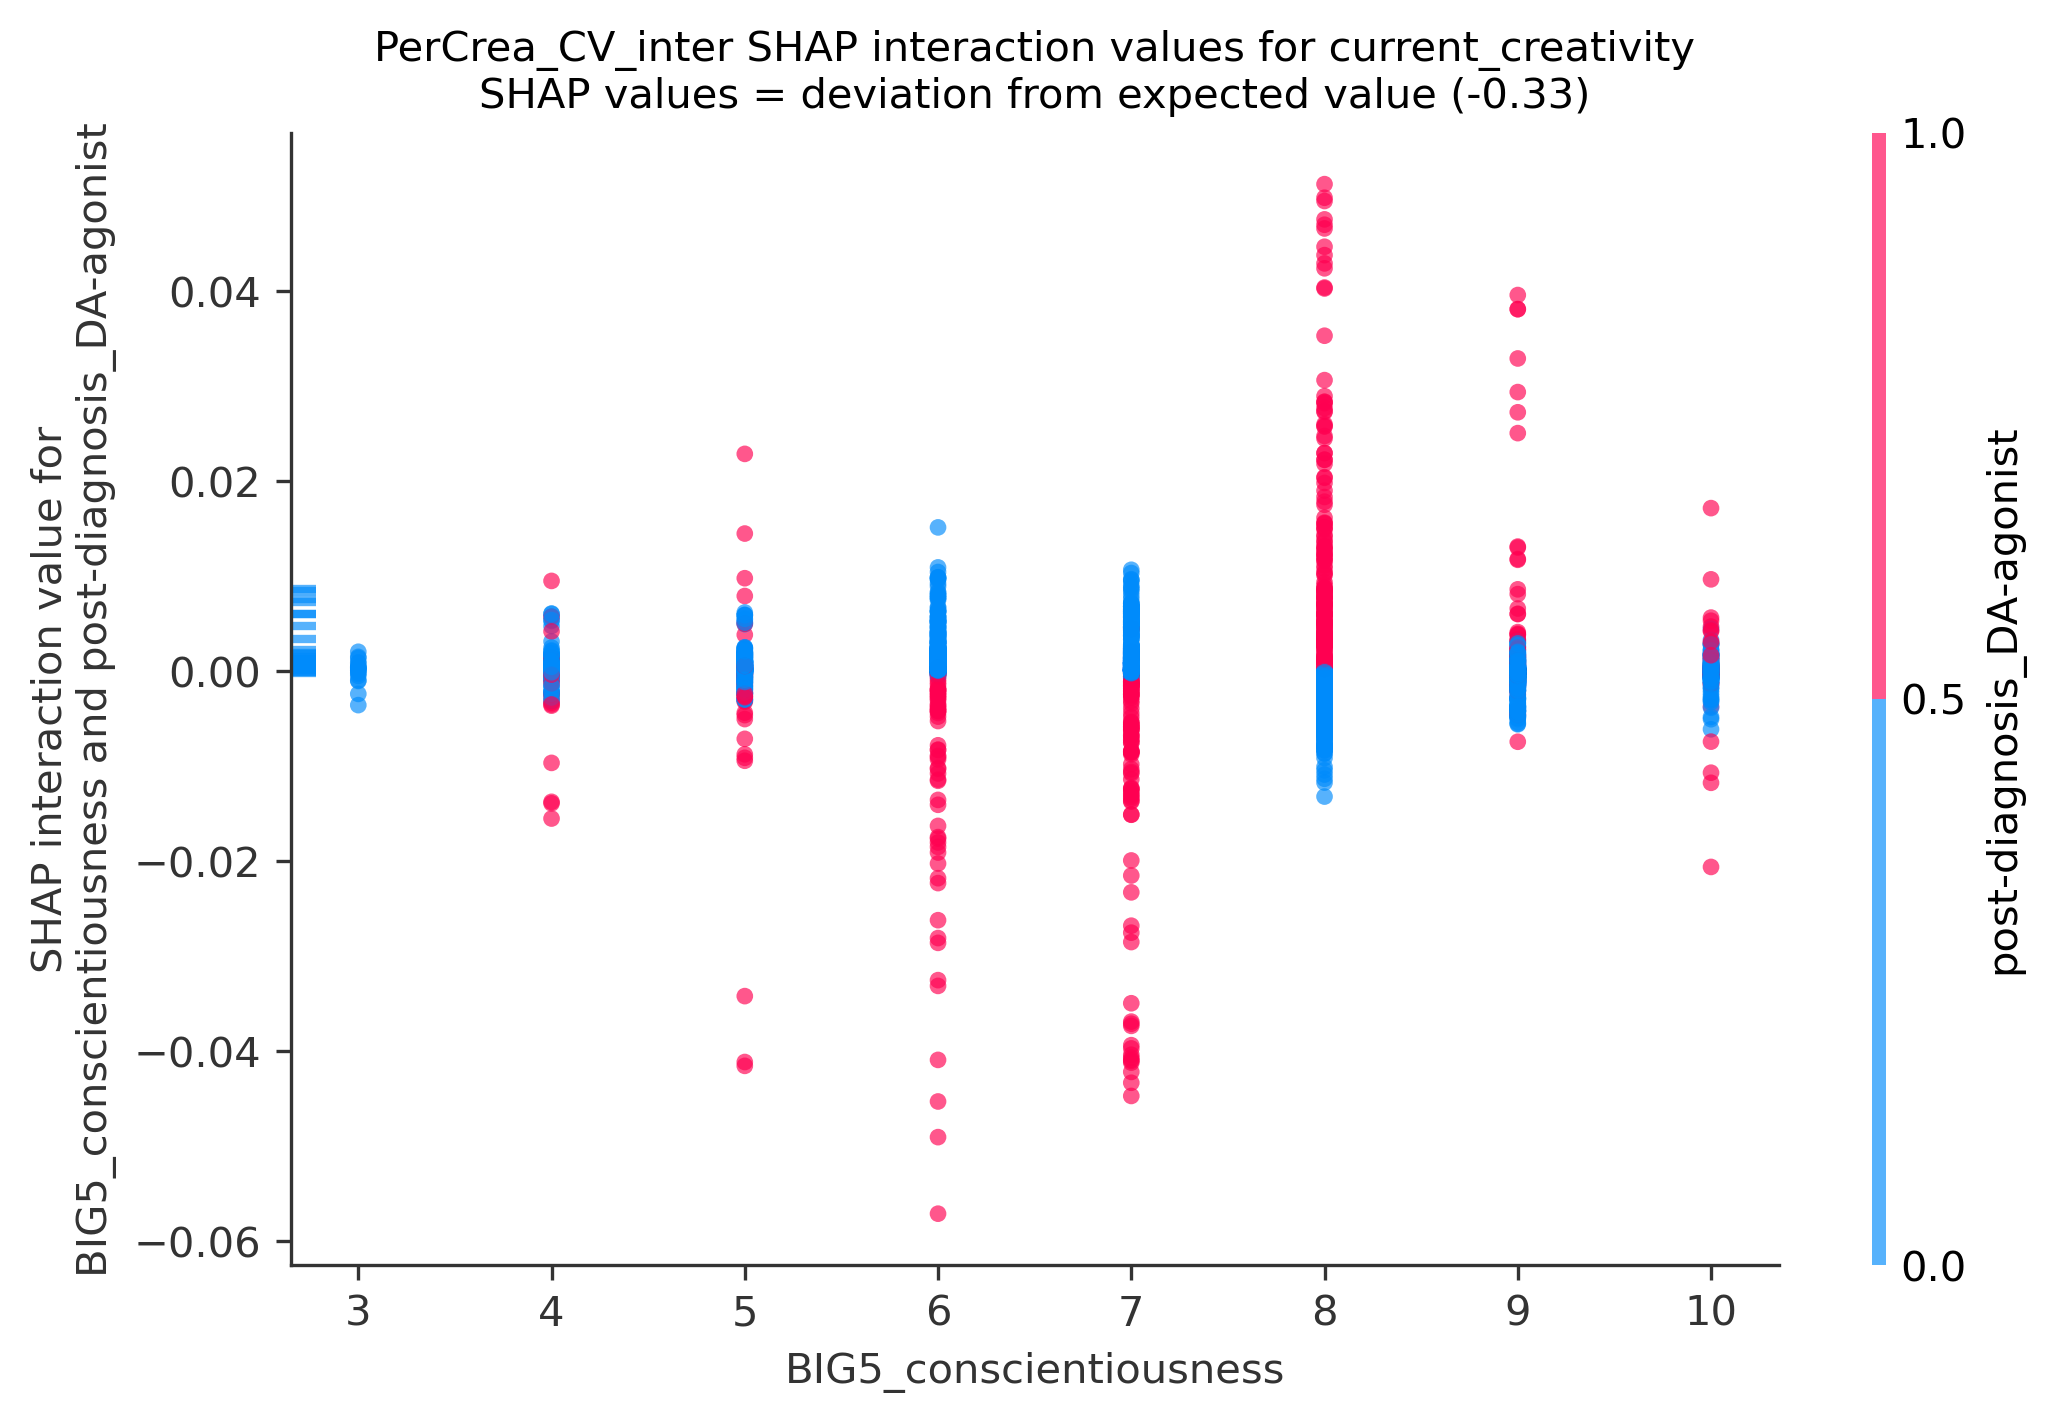 PerCrea_CV_inter SHAP interaction values for current_creativity
SHAP values = deviation from expected value (-0.33)
SHAP interaction value for
BIG5_conscientiousness and post-diagnosis_DA-agonist
0.04
0.02
0.00
−0.02
−0.04
−0.06
3 4 5 6 7 8 9 10
BIG5_conscientiousness
1.0
0.5
0.0
post-diagnosis_DA-agonist